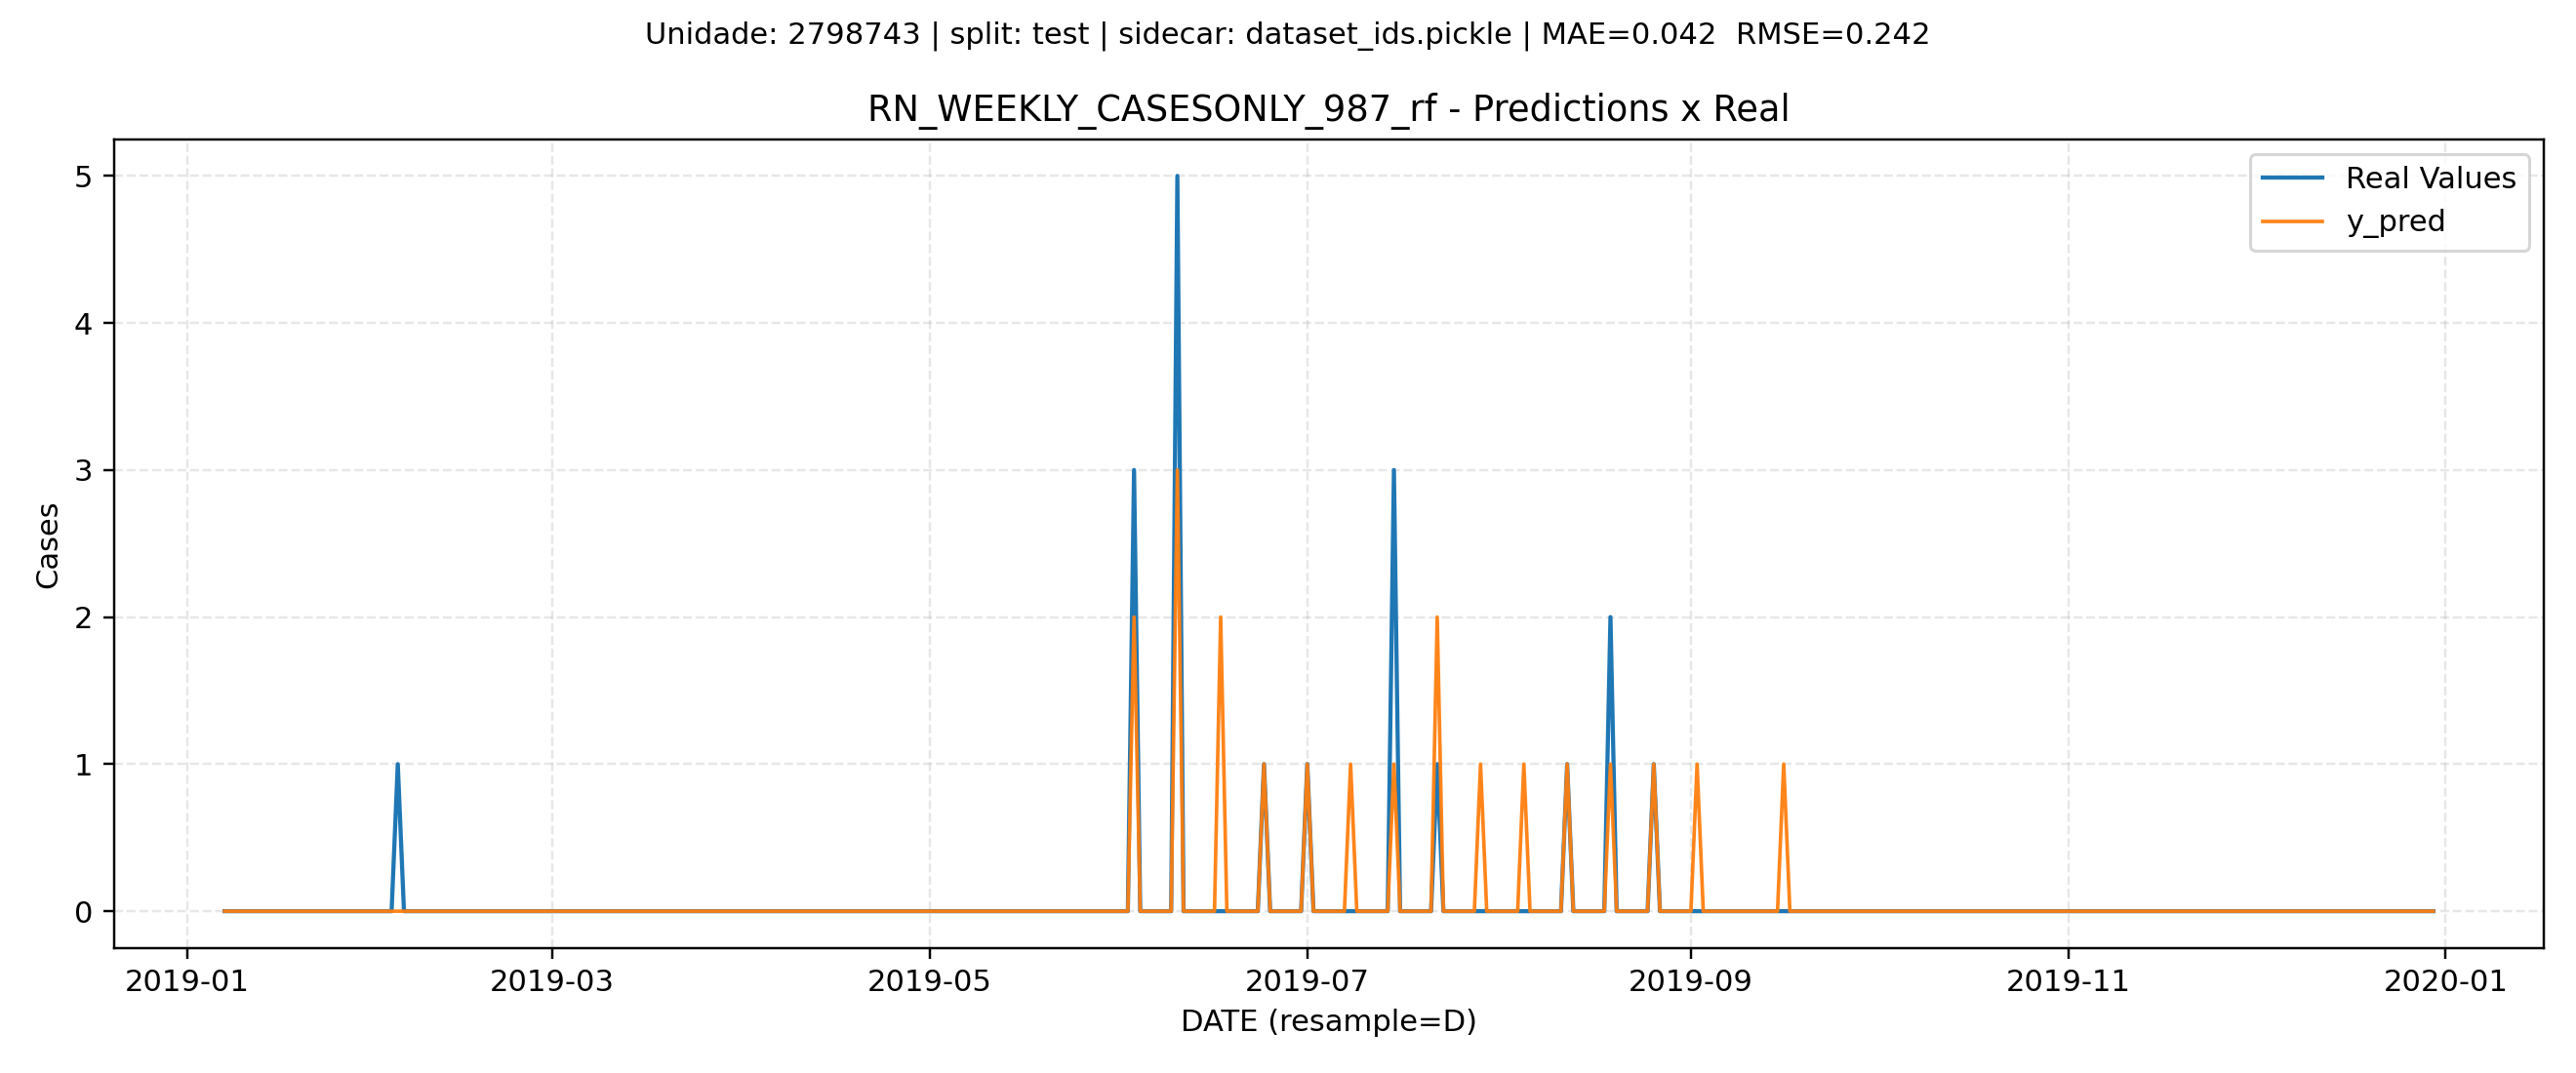 Unidade: 2798743 | split: test | sidecar: dataset_ids.pickle | MAE=0.042  RMSE=0.242
RN_WEEKLY_CASESONLY_987_rf - Predictions x Real
Real Values
y_pred
5
4
3
2
1
0
Cases
2019-01
2019-03
2019-05
2019-07
2019-09
2019-11
2020-01
DATE (resample=D)